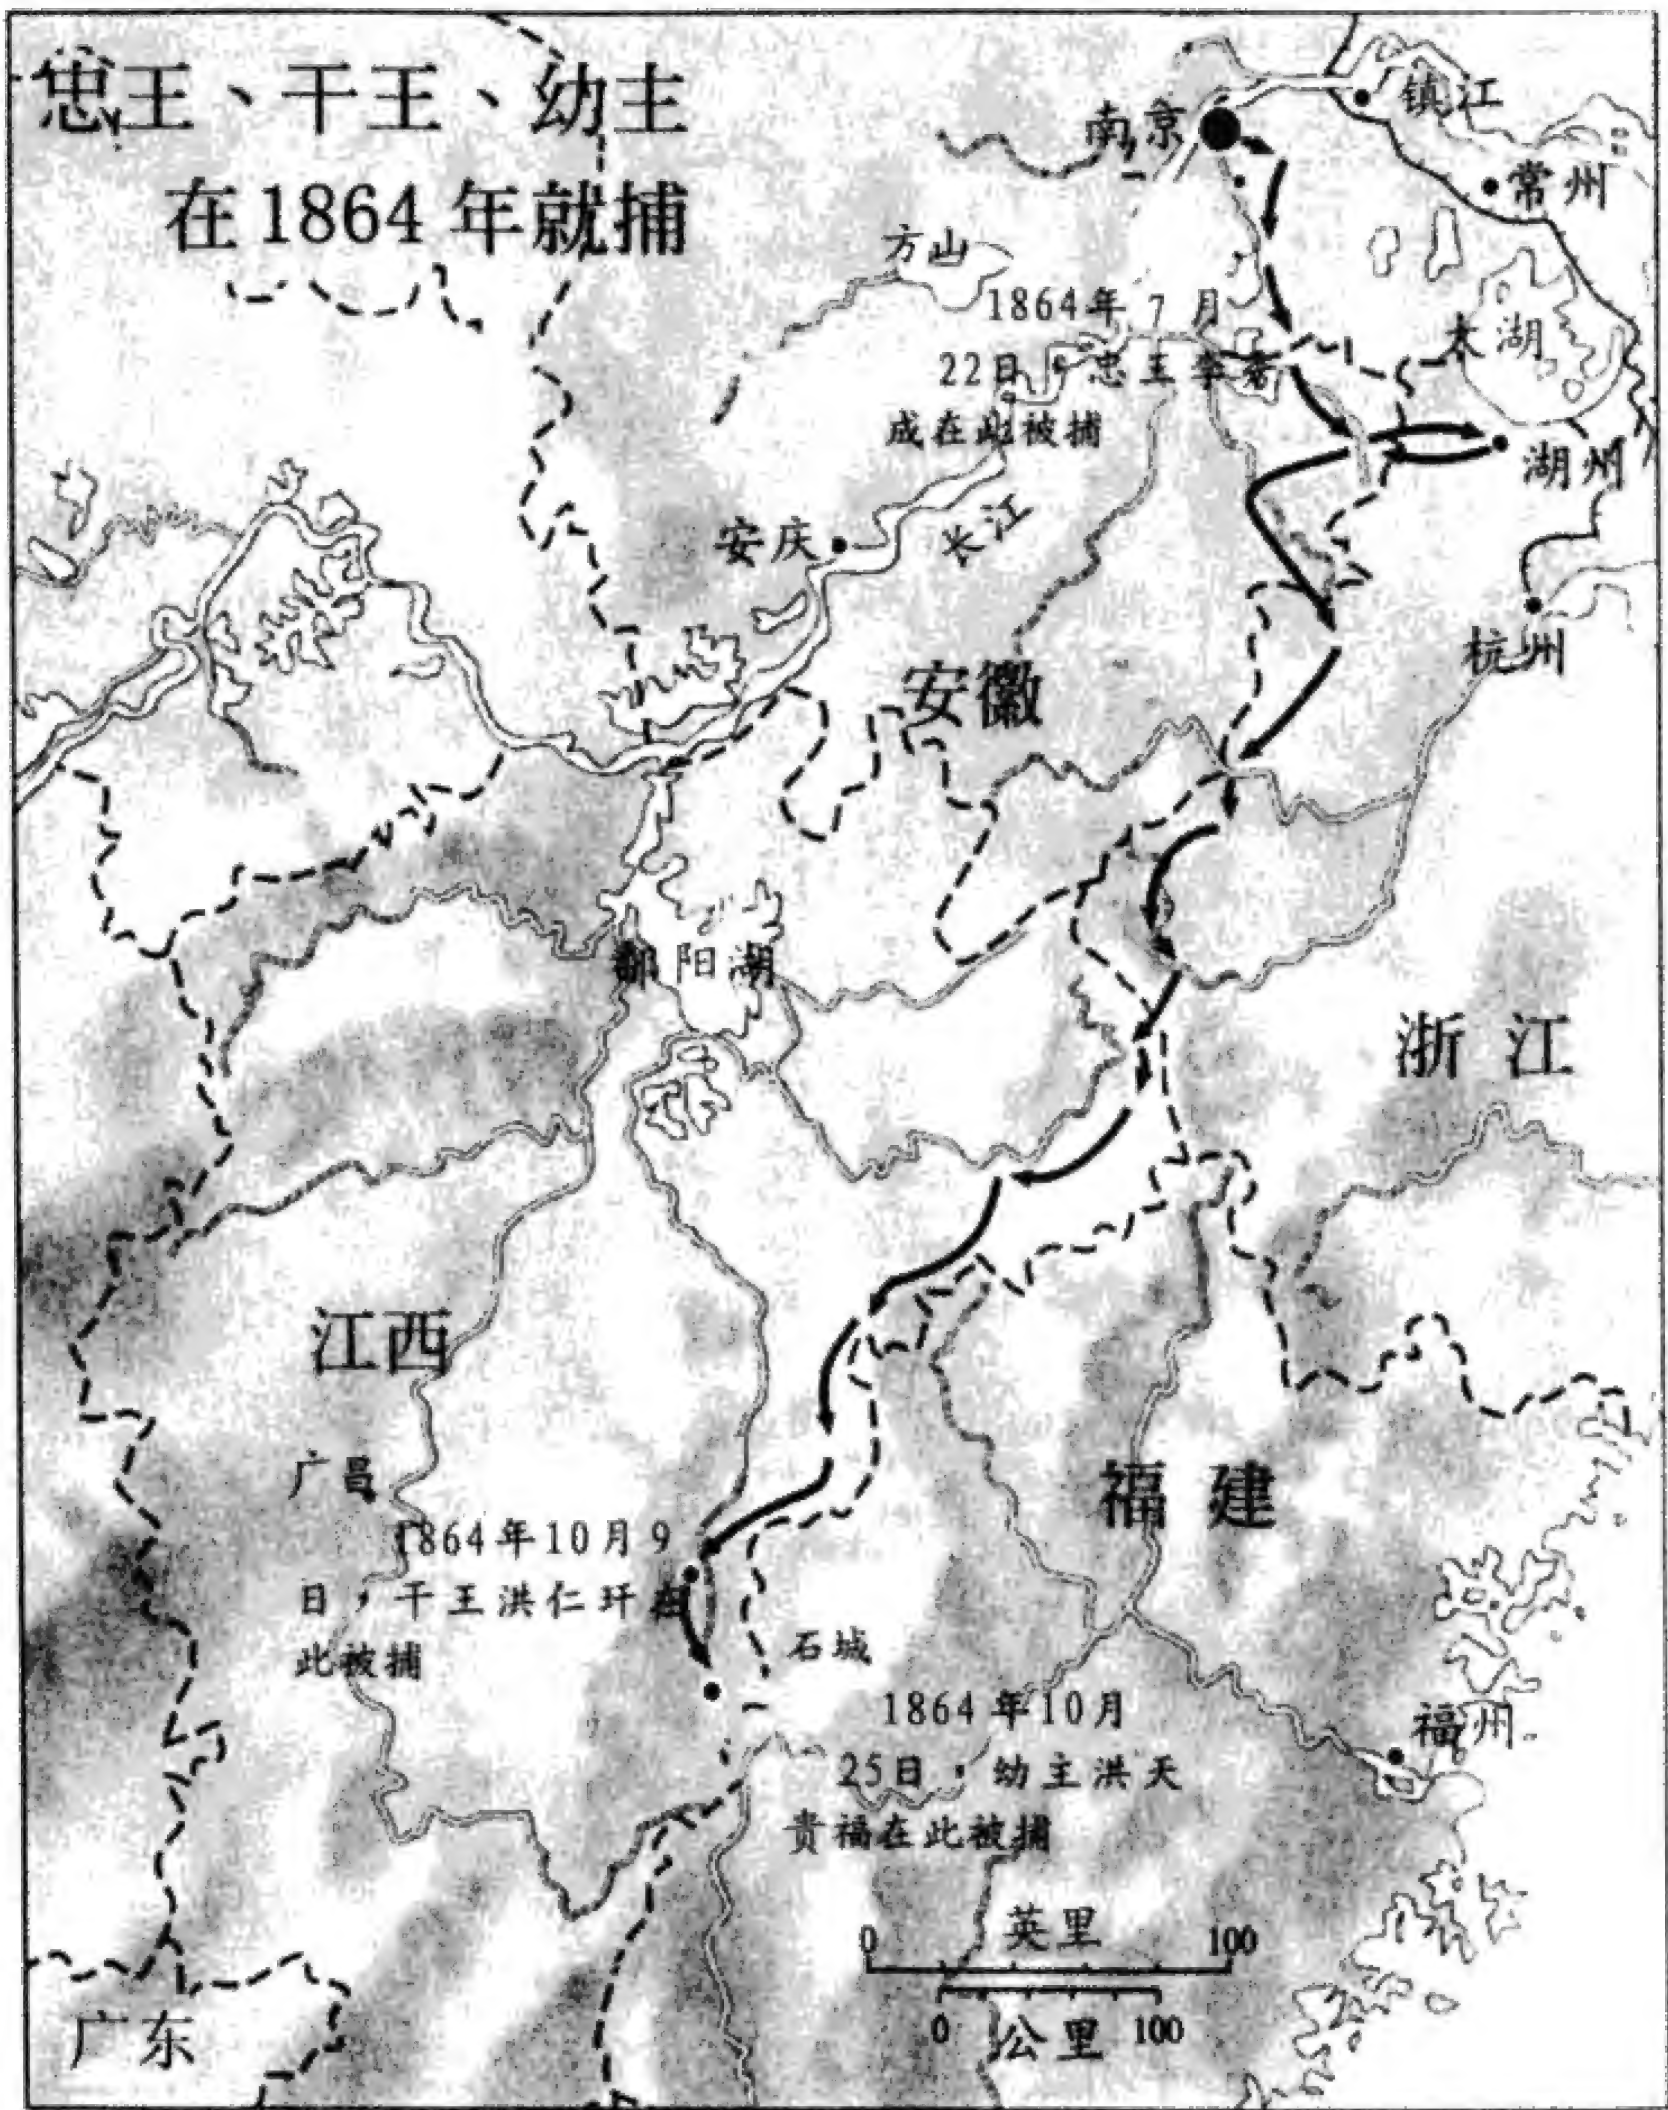 忠王、干王、幼主
在1864年就捕
南京
镇江
常州
方山
1864年7月
22日，忠王李秀
成在此被捕
太湖
湖州
安庆
长江
杭州
安徽
鄱阳湖
浙江
江西
广昌
1864年10月9
日，干王洪仁玕在
此被捕
福建
石城
1864年10月
25日，幼主洪天
贵福在此被捕
福州
0 英里 100
0 公里 100
广东